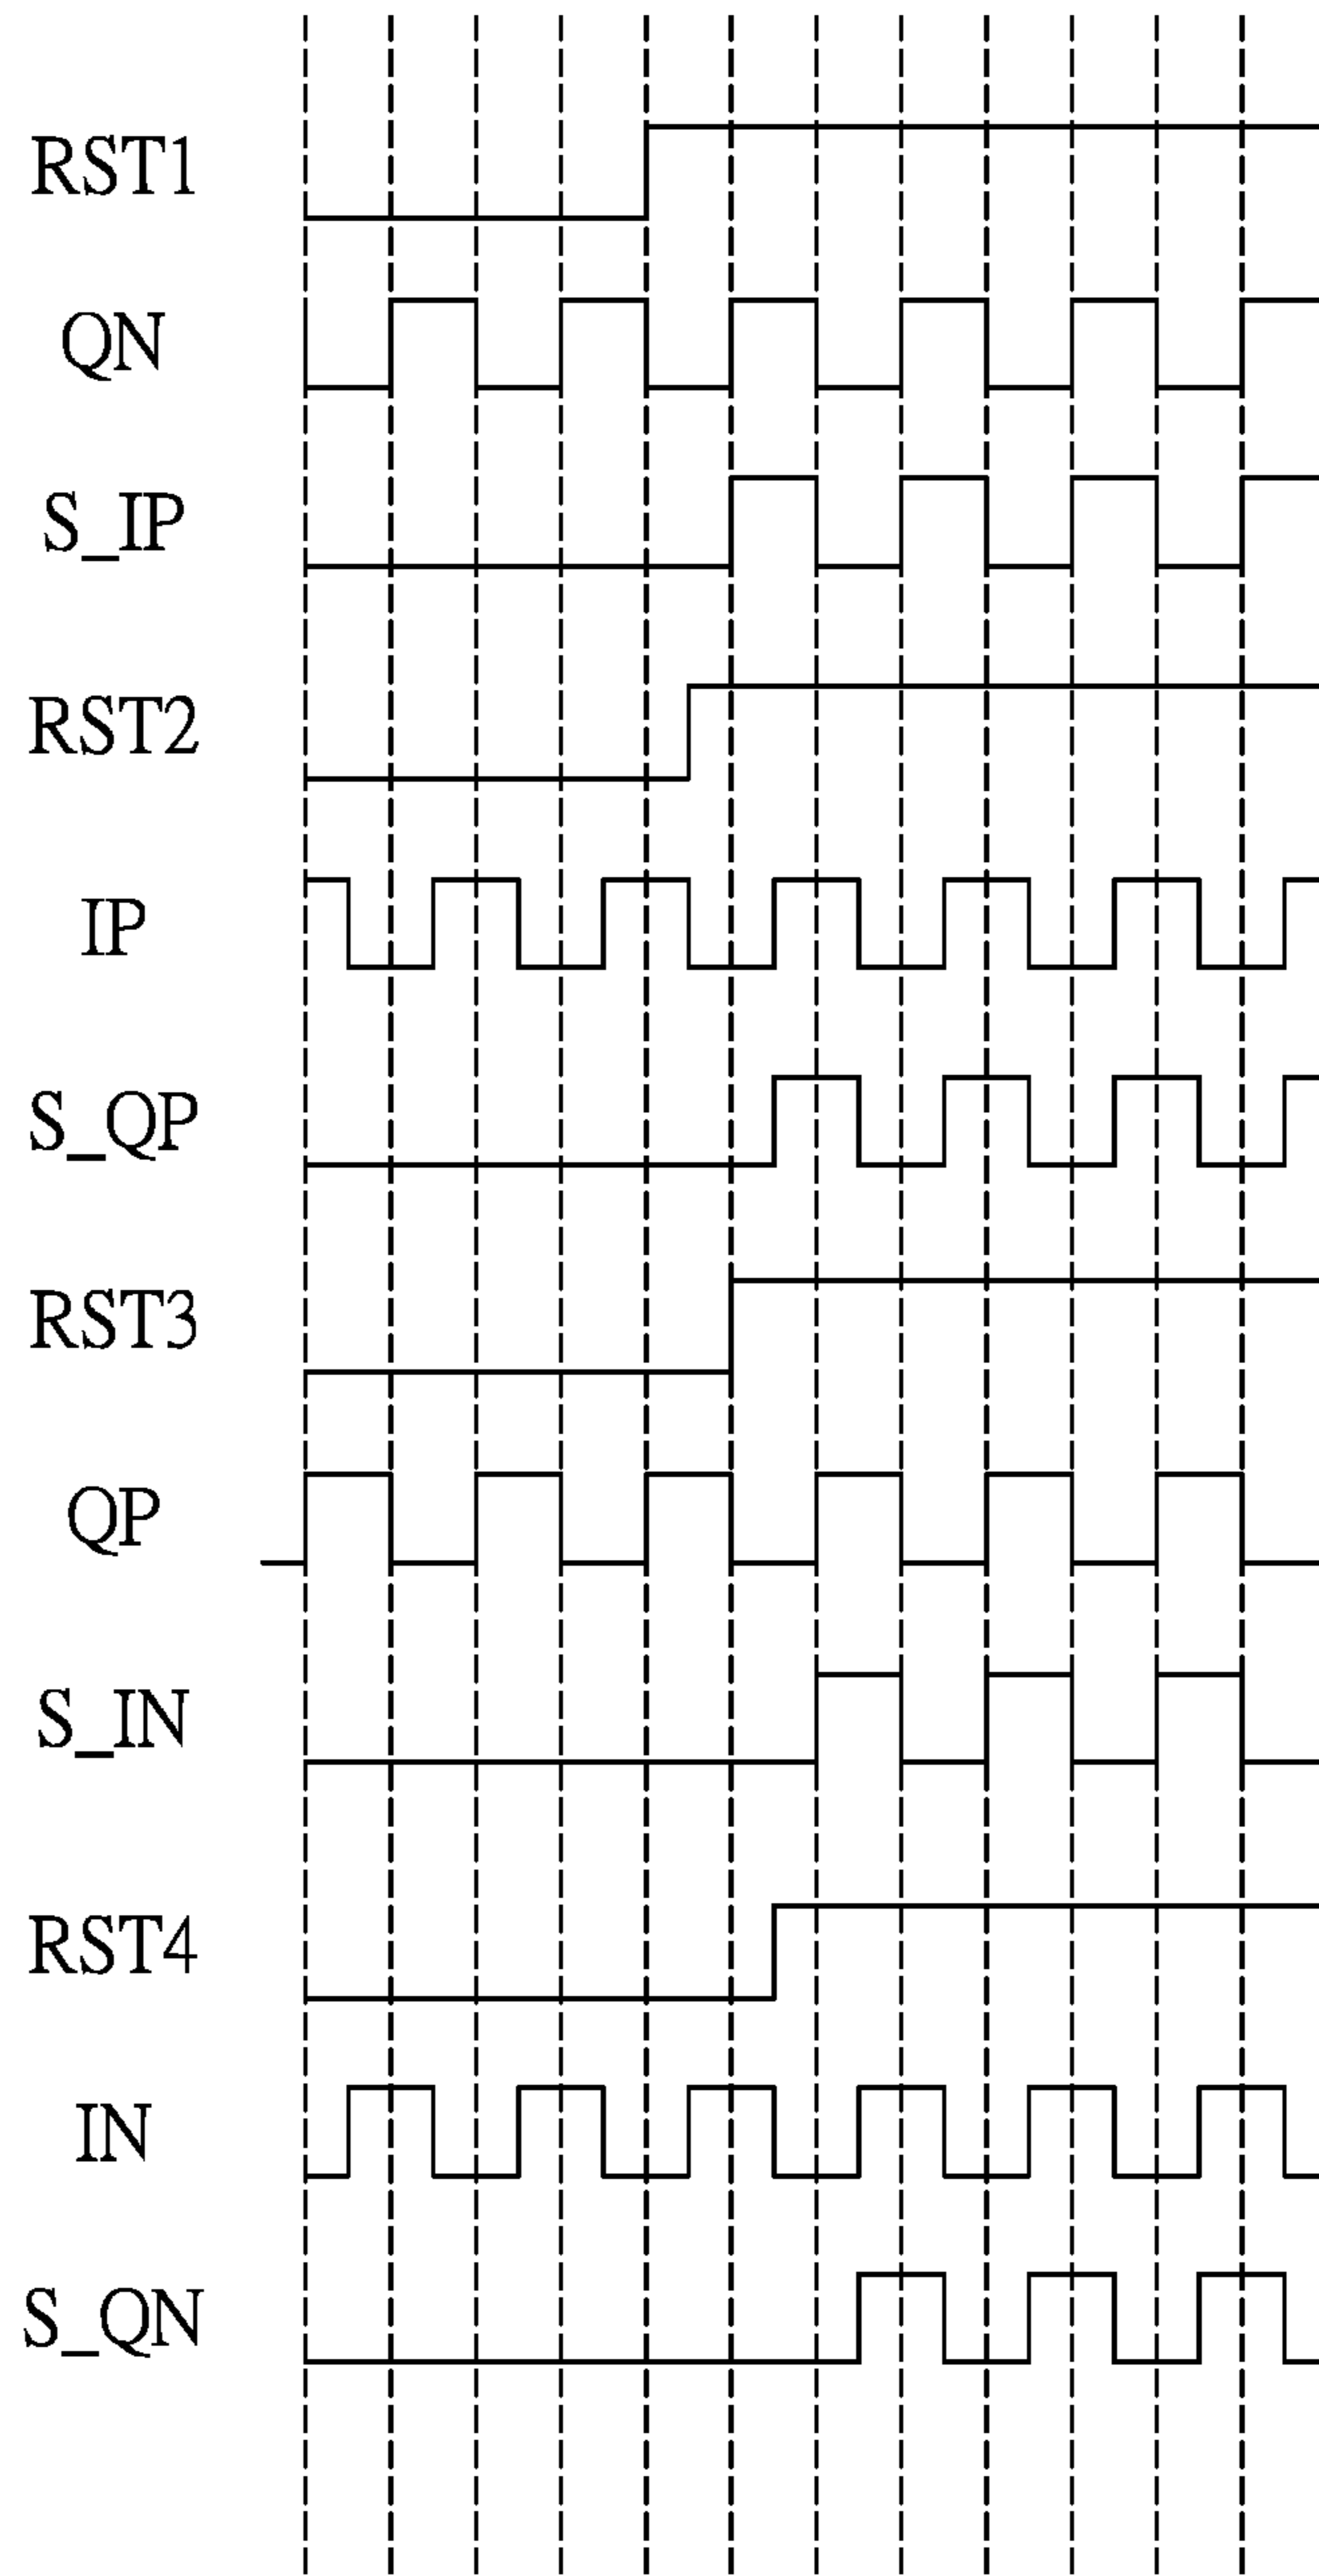 RST1
QN
S_IP
RST2
IP
S_QP
RST3
QP
S_IN
RST4
IN
S_QN